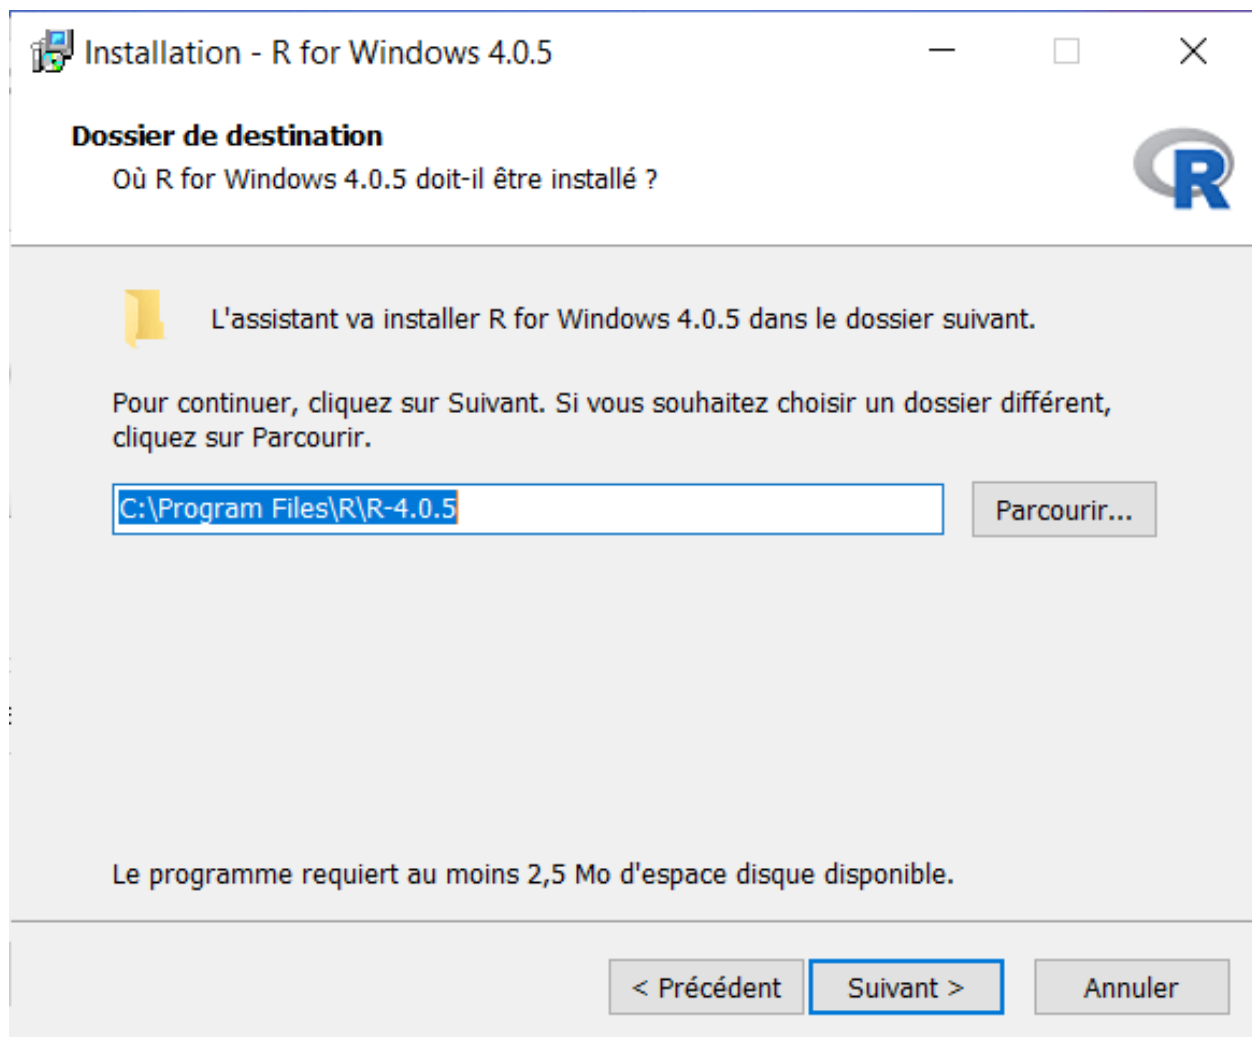 Installation - R for Windows 4.0.5
Dossier de destination
Où R for Windows 4.0.5 doit-il être installé ?
R
L'assistant va installer R for Windows 4.0.5 dans le dossier suivant.
Pour continuer, cliquez sur Suivant. Si vous souhaitez choisir un dossier différent,
cliquez sur Parcourir.
C:\Program Files\R\R-4.0.5
Parcourir...
Le programme requiert au moins 2,5 Mo d'espace disque disponible.
< Précédent
Suivant >
Annuler